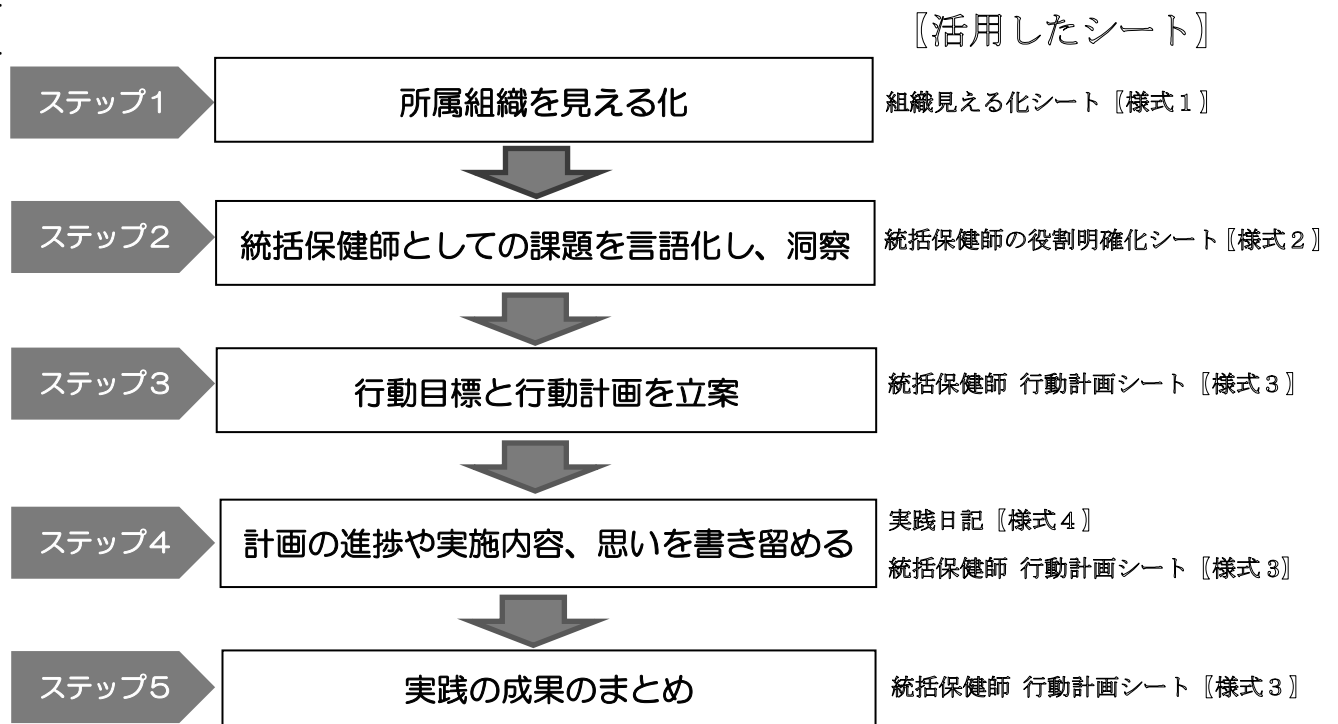 〖活用したシート〗
ステップ1
所属組織を見える化
組織見える化シート〖様式1〗
ステップ2
統括保健師としての課題を言語化し、洞察
統括保健師の役割明確化シート〖様式2〗
ステップ3
行動目標と行動計画を立案
統括保健師 行動計画シート〖様式3〗
ステップ4
計画の進捗や実施内容、思いを書き留める
実践日記〖様式4〗
統括保健師 行動計画シート〖様式3〗
ステップ5
実践の成果のまとめ
統括保健師 行動計画シート〖様式3〗